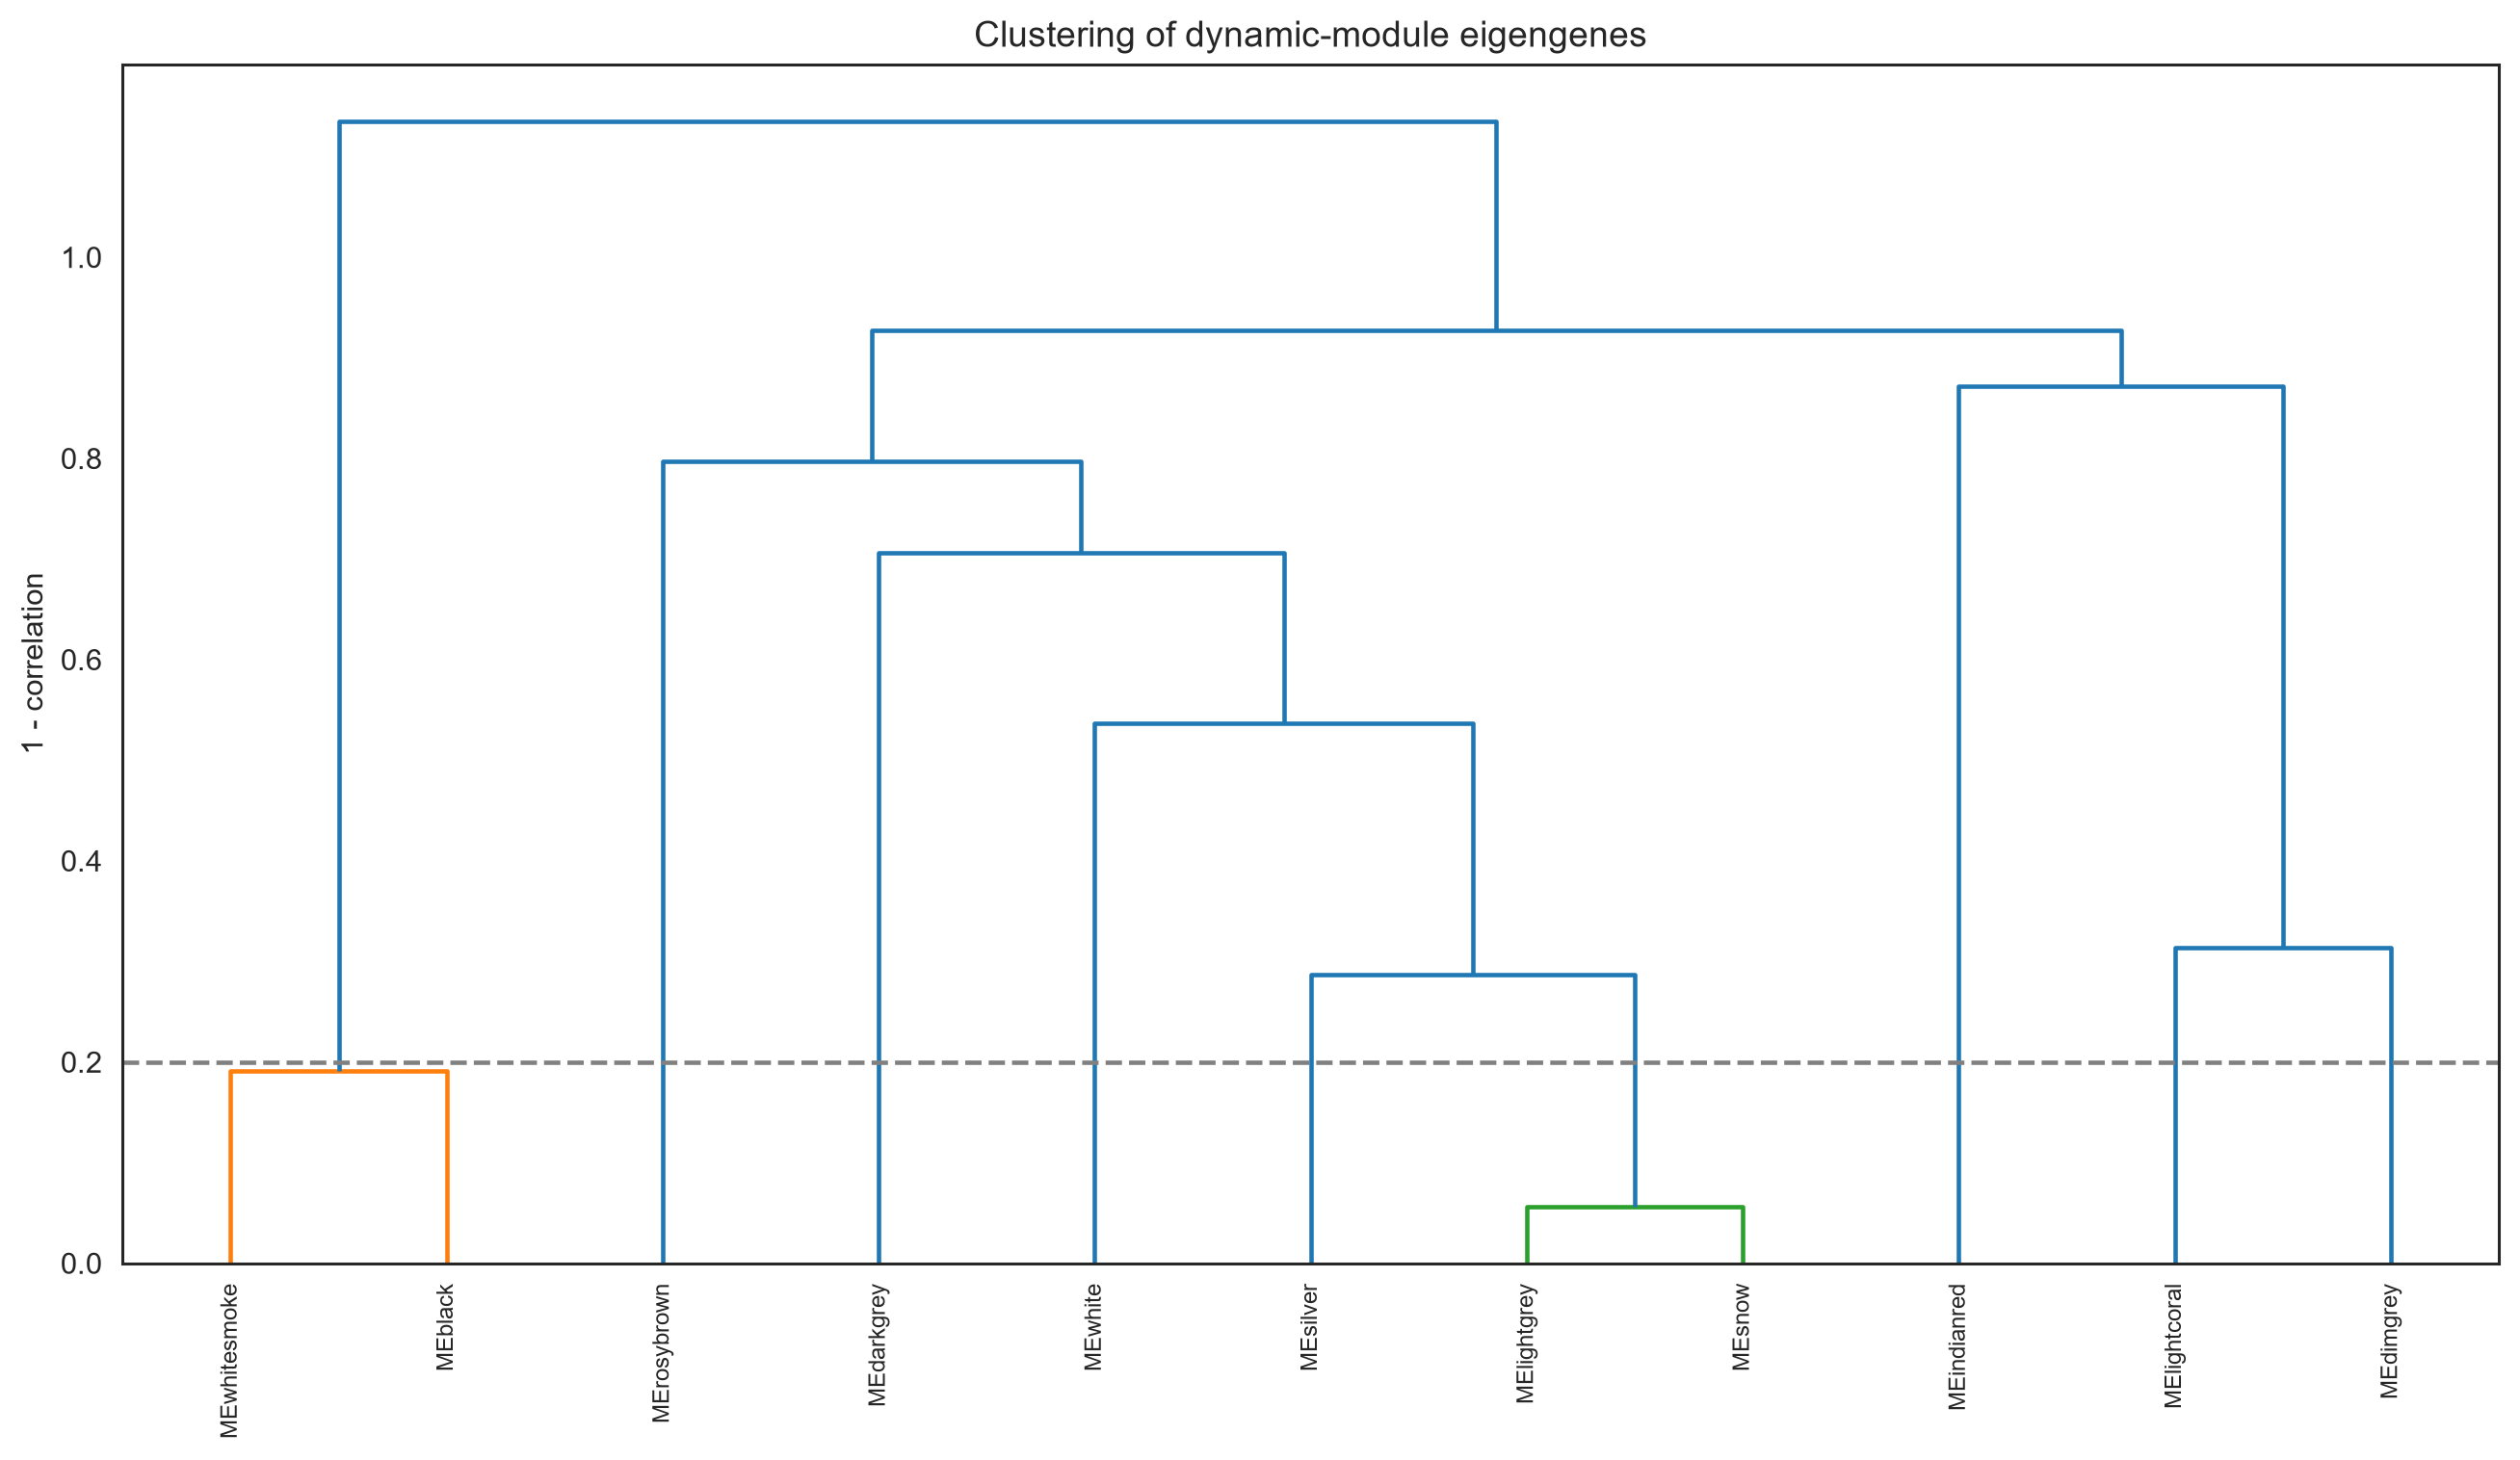 Clustering of dynamic-module eigengenes
1 - correlation
1.0
0.8
0.6
0.4
0.2
0.0
MEwhitesmoke
MEblack
MErosybrown
MEdarkgrey
MEwhite
MEsilver
MElightgrey
MEsnow
MEindianred
MElightcoral
MEdimgrey